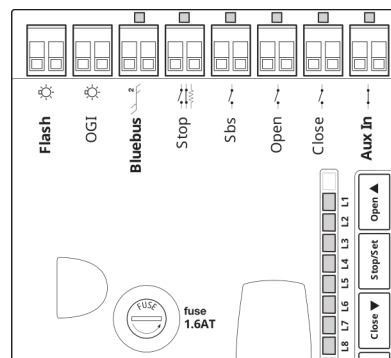 Flash
OGI
2
Bluebus
Stop
Sbs
Open
Close
Aux In
L1
L2
L3
L4
L5
L6
L7
L8
Open ▲
Stop/Set
Close ▼
FUSE
fuse
1.6AT